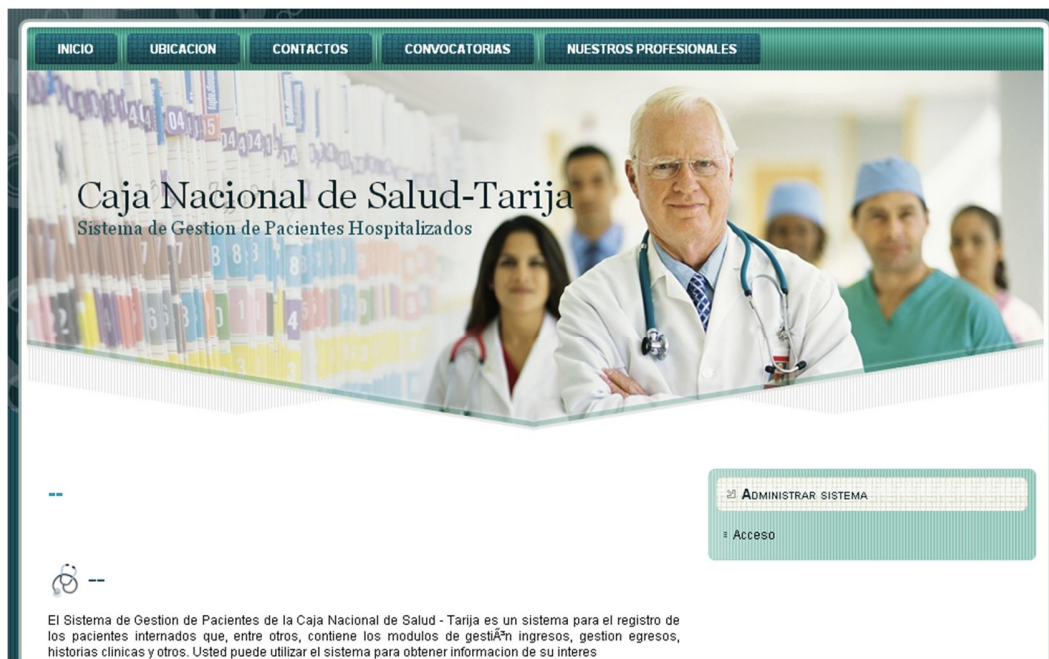 INICIO
UBICACION
CONTACTOS
CONVOCATORIAS
NUESTROS PROFESIONALES
Caja Nacional de Salud-Tarija
Sistema de Gestion de Pacientes Hospitalizados
--
ADMINISTRAR SISTEMA
Acceso
--
El Sistema de Gestion de Pacientes de la Caja Nacional de Salud - Tarija es un sistema para el registro de
los pacientes internados que, entre otros, contiene los modulos de gestiÃ³n ingresos, gestion egresos,
historias clinicas y otros. Usted puede utilizar el sistema para obtener informacion de su interes